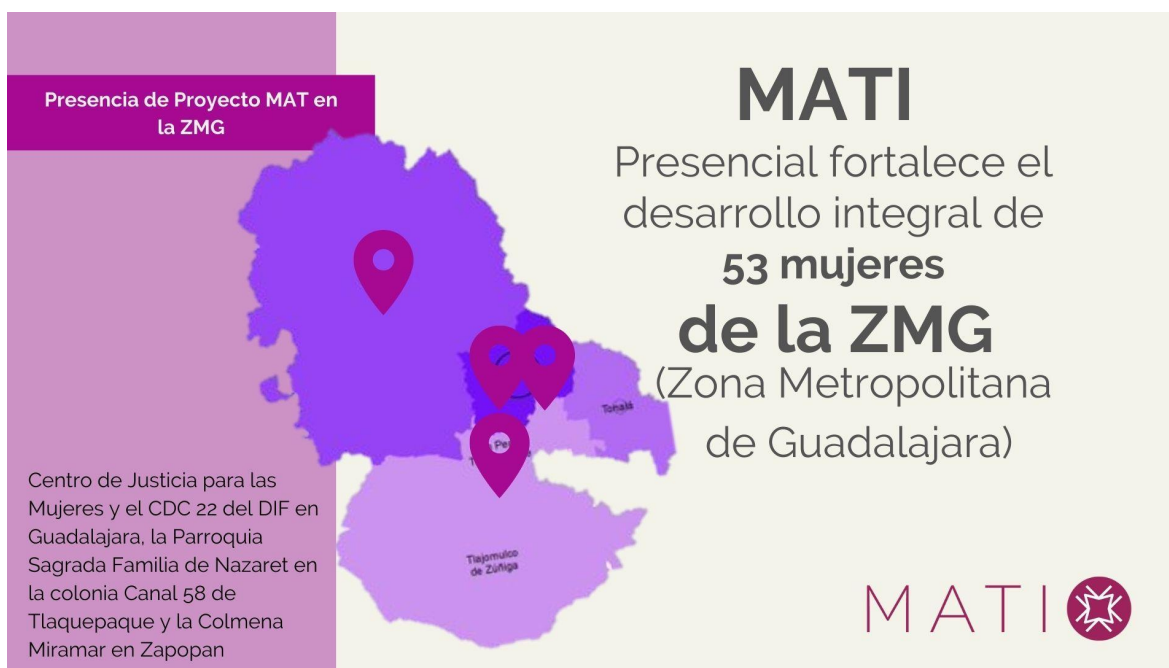 Presencia de Proyecto MAT en
la ZMG
MATI
Presencial fortalece el
desarrollo integral de
53 mujeres
de la ZMG
(Zona Metropolitana
de Guadalajara)
Tonalá
Tlajomulco
de Zúñiga
Centro de Justicia para las
Mujeres y el CDC 22 del DIF en
Guadalajara, la Parroquia
Sagrada Familia de Nazaret en
la colonia Canal 58 de
Tlaquepaque y la Colmena
Miramar en Zapopan
MATI